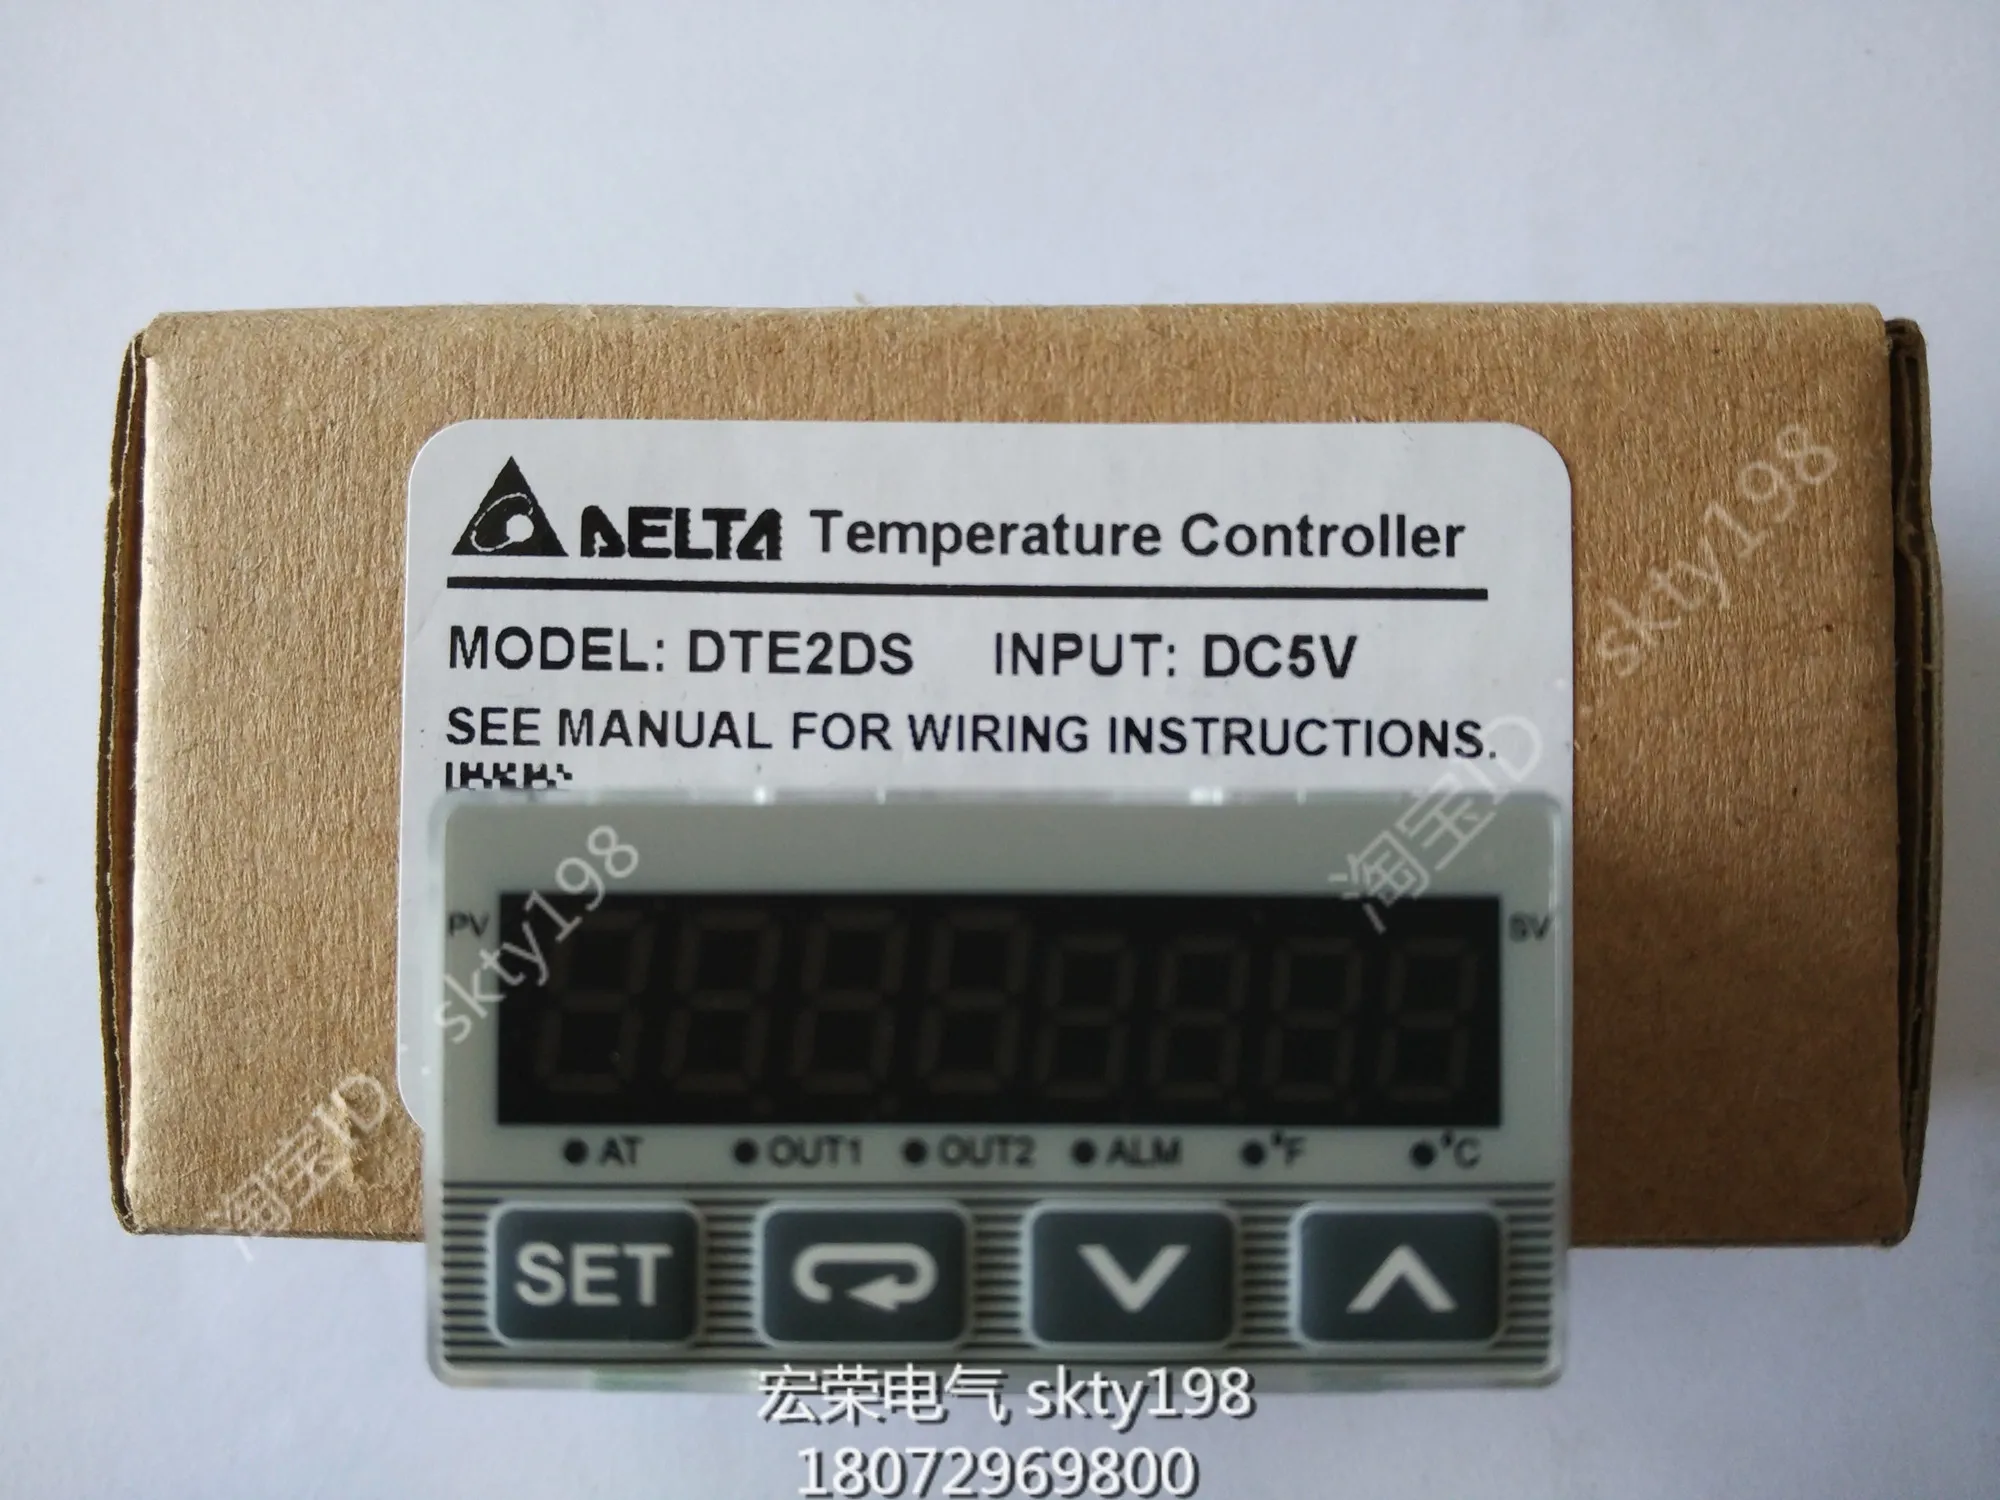 DELTA Temperature Controller
MODEL: DTE2DS INPUT: DC5V
SEE MANUAL FOR WIRING INSTRUCTIONS.
PV SV
AT OUT1 OUT2 ALM °F °C
SET
宏荣电气 skty198
18072969800
淘宝ID : skty198
淘宝ID : skty198